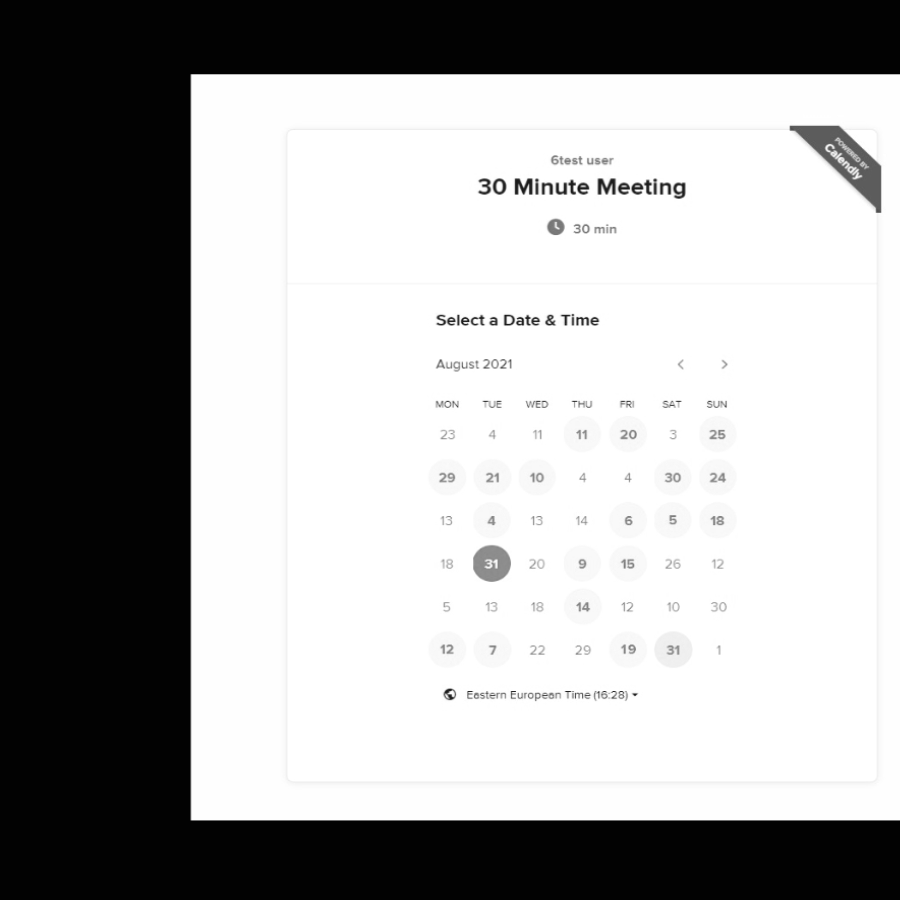 POWERED BY
Calendly
6test user
30 Minute Meeting
30 min
Select a Date & Time
August 2021
MON TUE WED THU FRI SAT SUN
23 4 11 11 20 3 25
29 21 10 4 4 30 24
13 4 13 14 6 5 18
18 31 20 9 15 26 12
5 13 18 14 12 10 30
12 7 22 29 19 31 1
Eastern European Time (16:28)